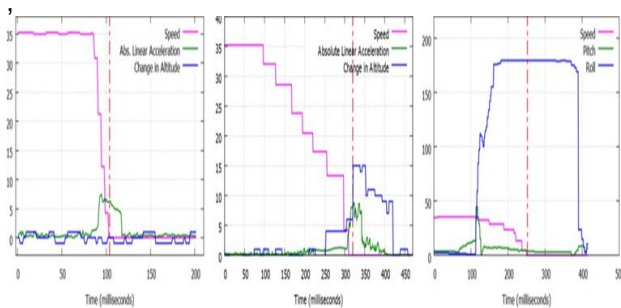 ,
35
30
25
20
15
10
5
0
Speed
Abs. Linear Acceleration
Change in Altitude
0 50 100 150 200
Time (milliseconds)
40
35
30
25
20
15
10
5
0
Speed
Absolute Linear Acceleration
Change in Altitude
0 50 100 150 200 250 300 350 400 450
Time (milliseconds)
200
150
100
50
0
Speed
Pitch
Roll
0 100 200 300 400
Time (milliseconds)